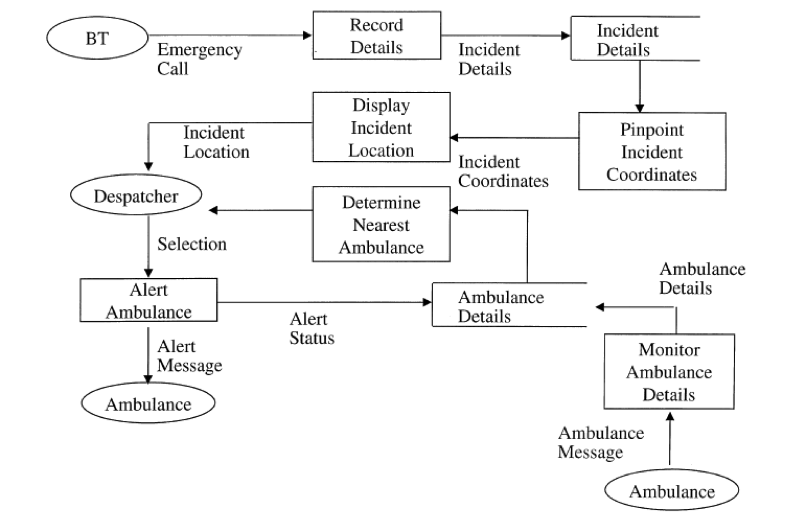 BT
Emergency
Call
Record
Details
Incident
Details
Incident
Details
Pinpoint
Incident
Coordinates
Incident
Coordinates
Display
Incident
Location
Incident
Location
Despatcher
Determine
Nearest
Ambulance
Selection
Alert
Ambulance
Alert
Status
Ambulance
Details
Ambulance
Details
Monitor
Ambulance
Details
Alert
Message
Ambulance
Ambulance
Message
Ambulance